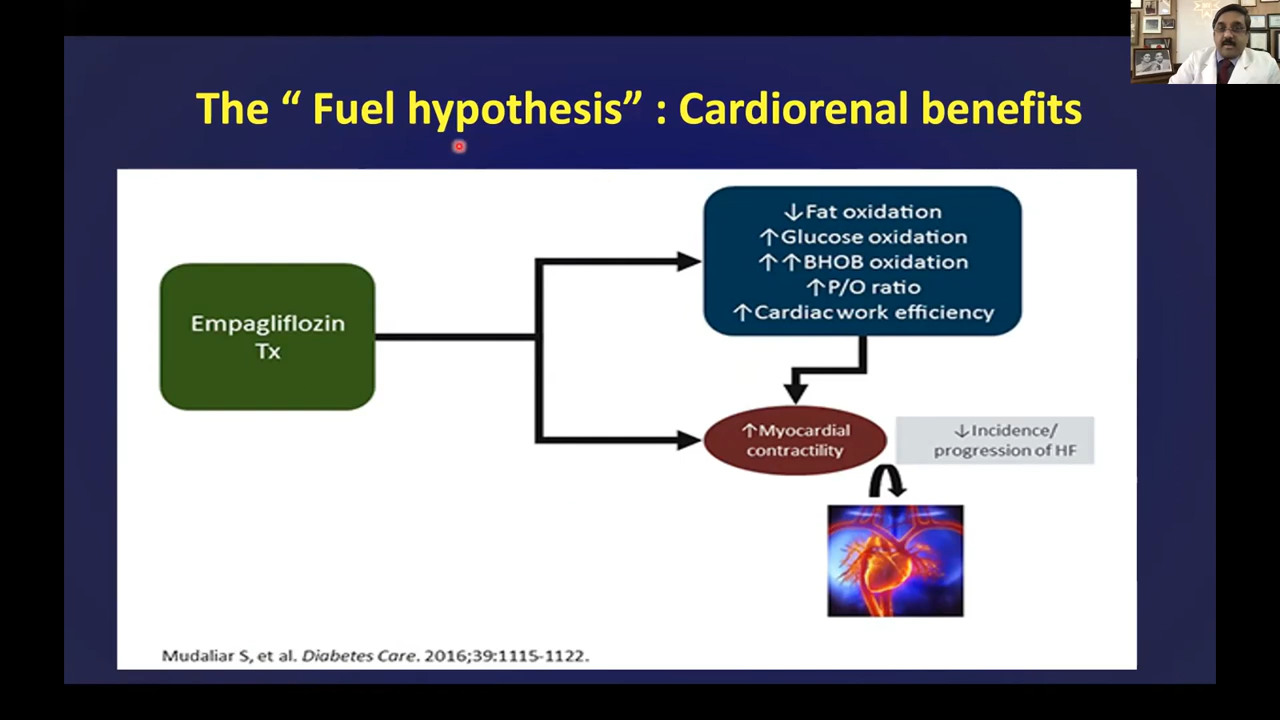 The “ Fuel hypothesis” : Cardiorenal benefits
Empagliflozin
Tx
↓Fat oxidation
↑Glucose oxidation
↑↑BHOB oxidation
↑P/O ratio
↑Cardiac work efficiency
↑Myocardial
contractility
↓Incidence/
progression of HF
Mudaliar S, et al. Diabetes Care. 2016;39:1115-1122.